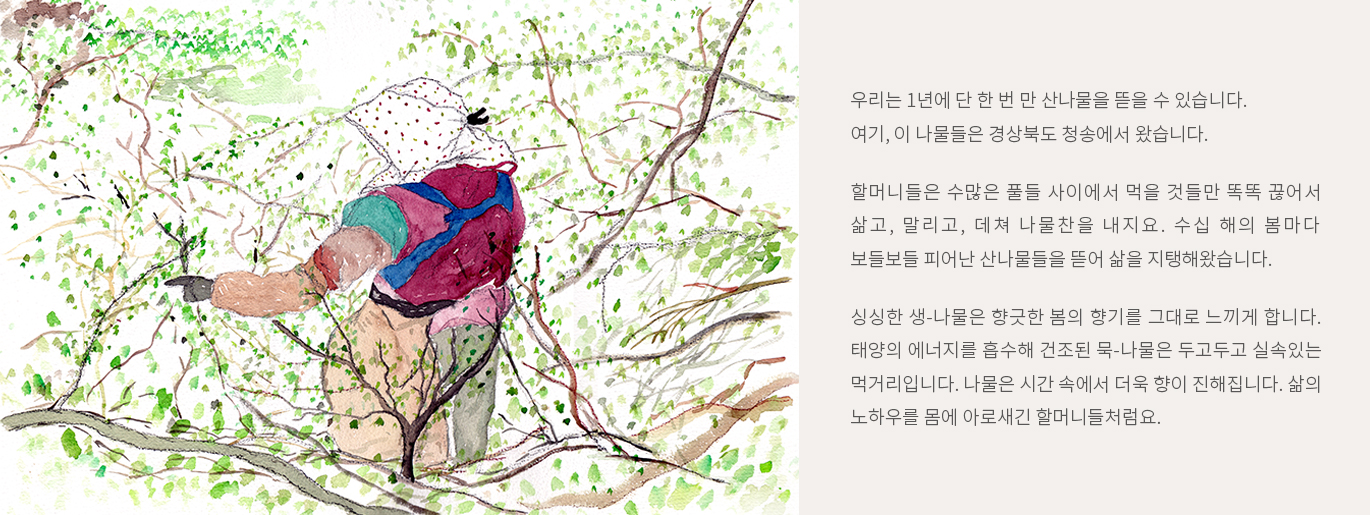 우리는 1년에 단 한 번 만 산나물을 뜯을 수 있습니다.
여기, 이 나물들은 경상북도 청송에서 왔습니다.
할머니들은 수많은 풀들 사이에서 먹을 것들만 똑똑 끊어서
삶고, 말리고, 데쳐 나물찬을 내지요. 수십 해의 봄마다
보들보들 피어난 산나물들을 뜯어 삶을 지탱해왔습니다.
싱싱한 생-나물은 향긋한 봄의 향기를 그대로 느끼게 합니다.
태양의 에너지를 흡수해 건조된 묵-나물은 두고두고 실속있는
먹거리입니다. 나물은 시간 속에서 더욱 향이 진해집니다. 삶의
노하우를 몸에 아로새긴 할머니들처럼요.